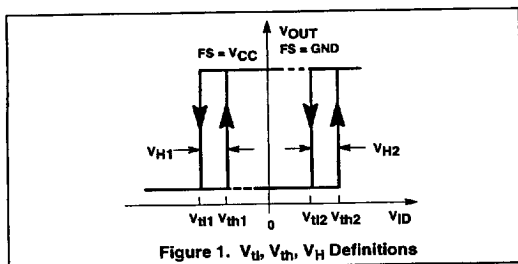 VOUT
FS = VCC FS = GND
VH1 VH2
Vtl1 Vth1 0 Vtl2 Vth2 VID
Figure 1. Vtl, Vth, VH Definitions